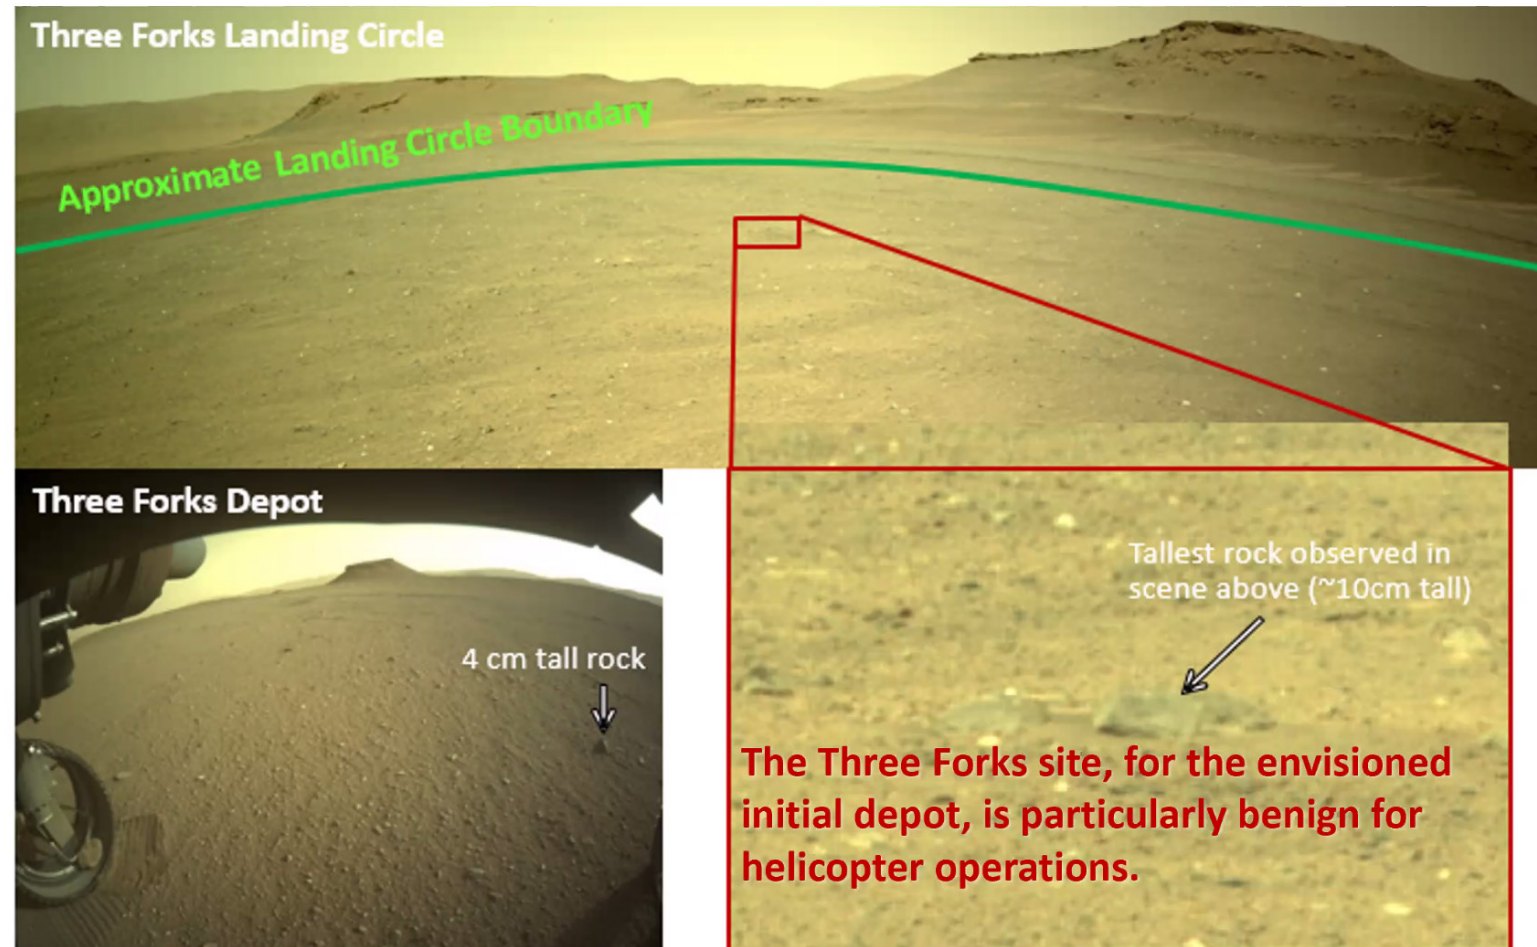 Three Forks Landing Circle
Approximate Landing Circle Boundary
Three Forks Depot
4 cm tall rock
Tallest rock observed in
scene above (~10cm tall)
The Three Forks site, for the envisioned
initial depot, is particularly benign for
helicopter operations.